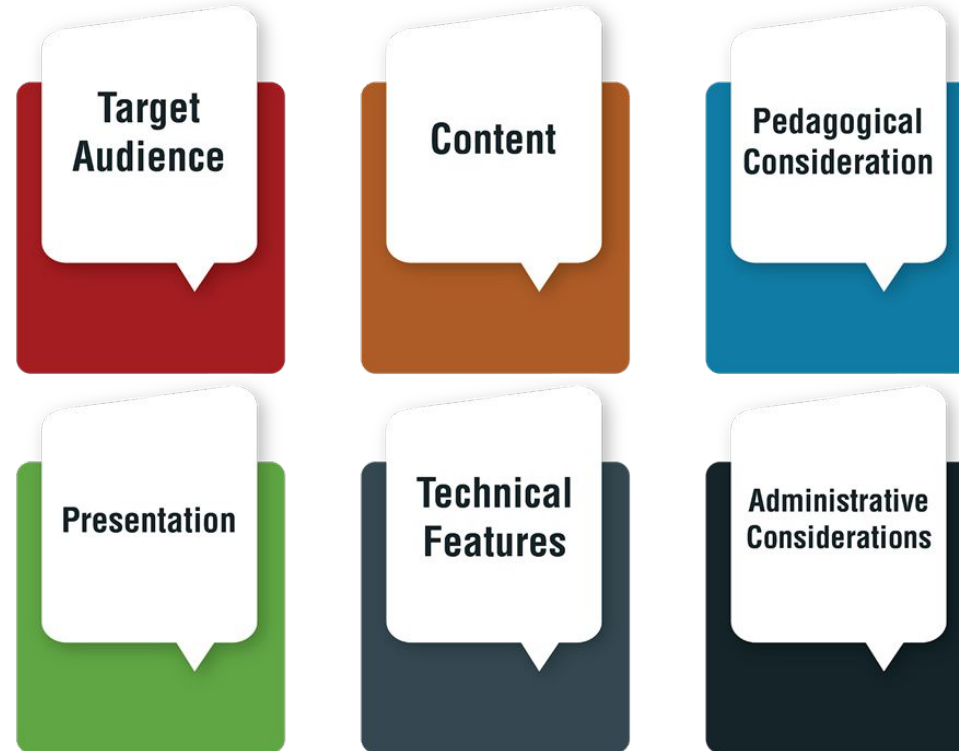 Target
Audience
Content
Pedagogical
Consideration
Presentation
Technical
Features
Administrative
Considerations